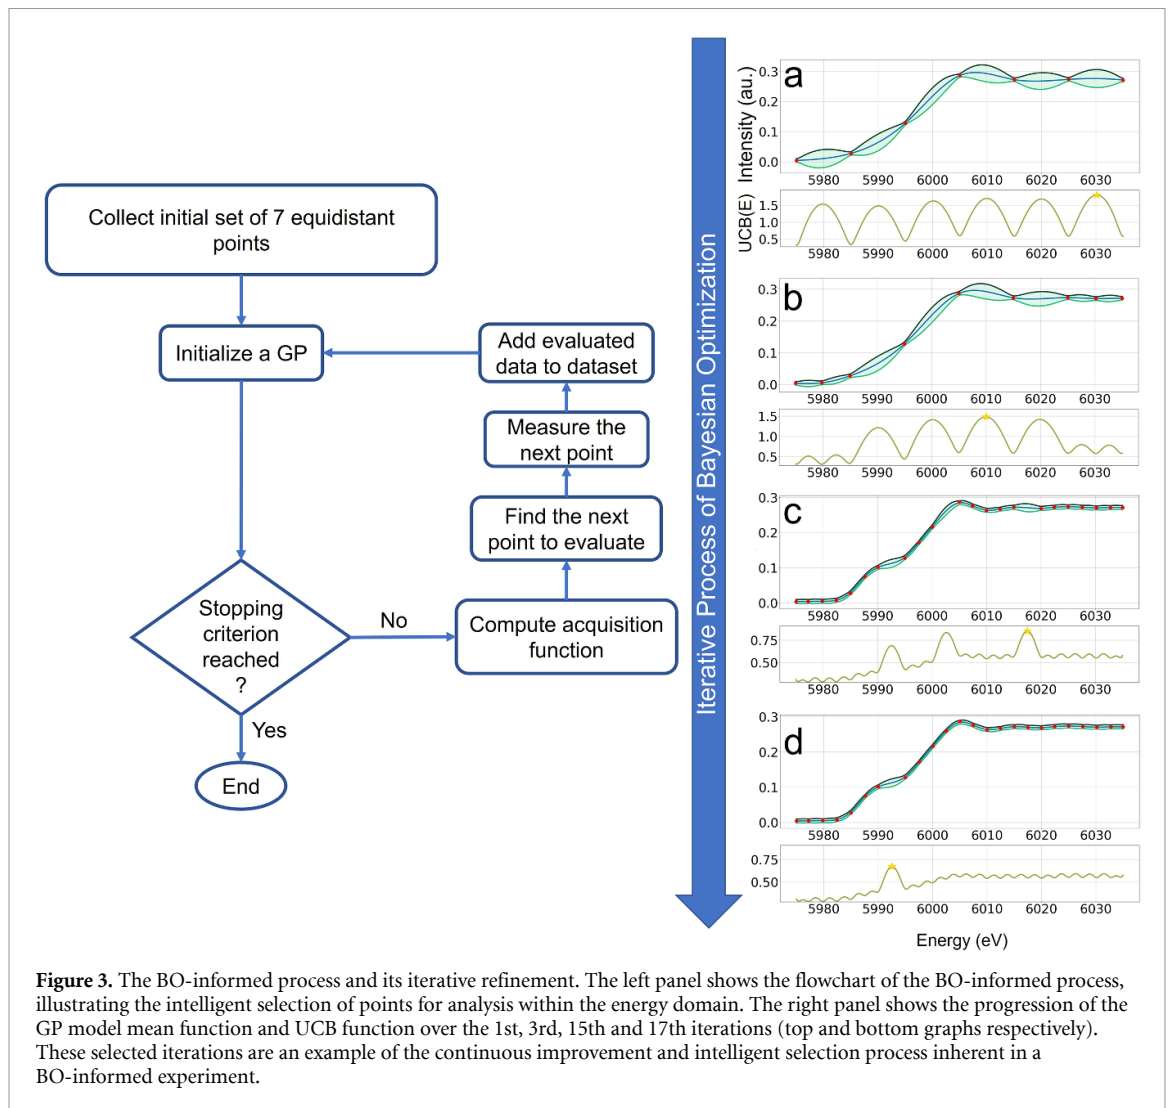 Collect initial set of 7 equidistant
points
Initialize a GP
Add evaluated
data to dataset
Measure the
next point
Find the next
point to evaluate
Stopping
criterion
reached
?
No
Compute acquisition
function
Yes
End
Iterative Process of Bayesian Optimization
a
Intensity (au.)
0.3
0.2
0.1
0.0
5980 5990 6000 6010 6020 6030
UCB(E)
1.5
1.0
0.5
5980 5990 6000 6010 6020 6030
b
0.3
0.2
0.1
0.0
5980 5990 6000 6010 6020 6030
1.5
1.0
0.5
5980 5990 6000 6010 6020 6030
c
0.3
0.2
0.1
0.0
5980 5990 6000 6010 6020 6030
0.75
0.50
5980 5990 6000 6010 6020 6030
d
0.3
0.2
0.1
0.0
5980 5990 6000 6010 6020 6030
0.75
0.50
5980 5990 6000 6010 6020 6030
Energy (eV)
Figure 3. The BO-informed process and its iterative refinement. The left panel shows the flowchart of the BO-informed process,
illustrating the intelligent selection of points for analysis within the energy domain. The right panel shows the progression of the
GP model mean function and UCB function over the 1st, 3rd, 15th and 17th iterations (top and bottom graphs respectively).
These selected iterations are an example of the continuous improvement and intelligent selection process inherent in a
BO-informed experiment.